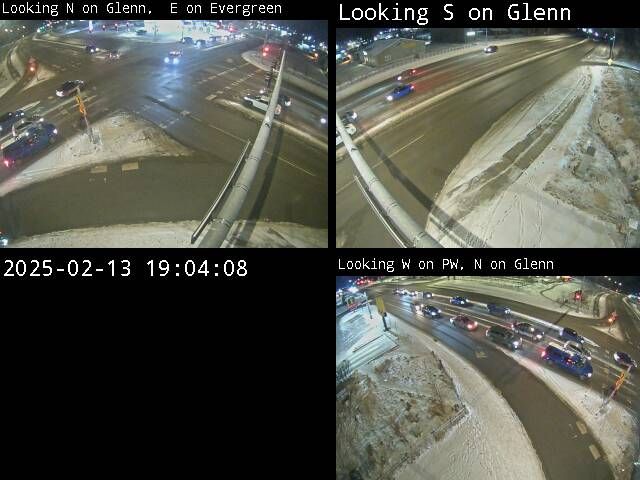 Looking N on Glenn, E on Evergreen
Looking S on Glenn
2025-02-13 19:04:08
Looking W on PW, N on Glenn